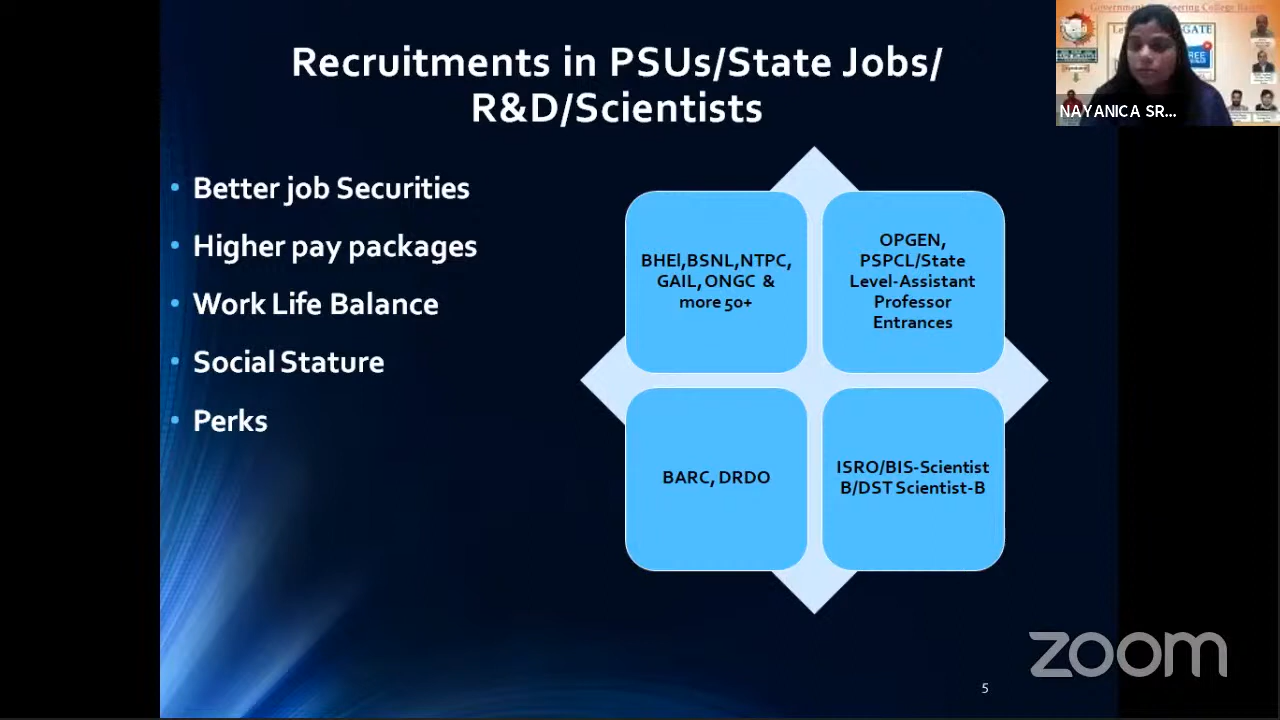 Recruitments in PSUs/State Jobs/
R&D/Scientists
• Better job Securities
• Higher pay packages
• Work Life Balance
• Social Stature
• Perks
BHEl,BSNL,NTPC,
GAIL, ONGC &
more 50+
OPGEN,
PSPCL/State
Level-Assistant
Professor
Entrances
BARC, DRDO
ISRO/BIS-Scientist
B/DST Scientist-B
5
GATE
NAYANICA SR...
zoom